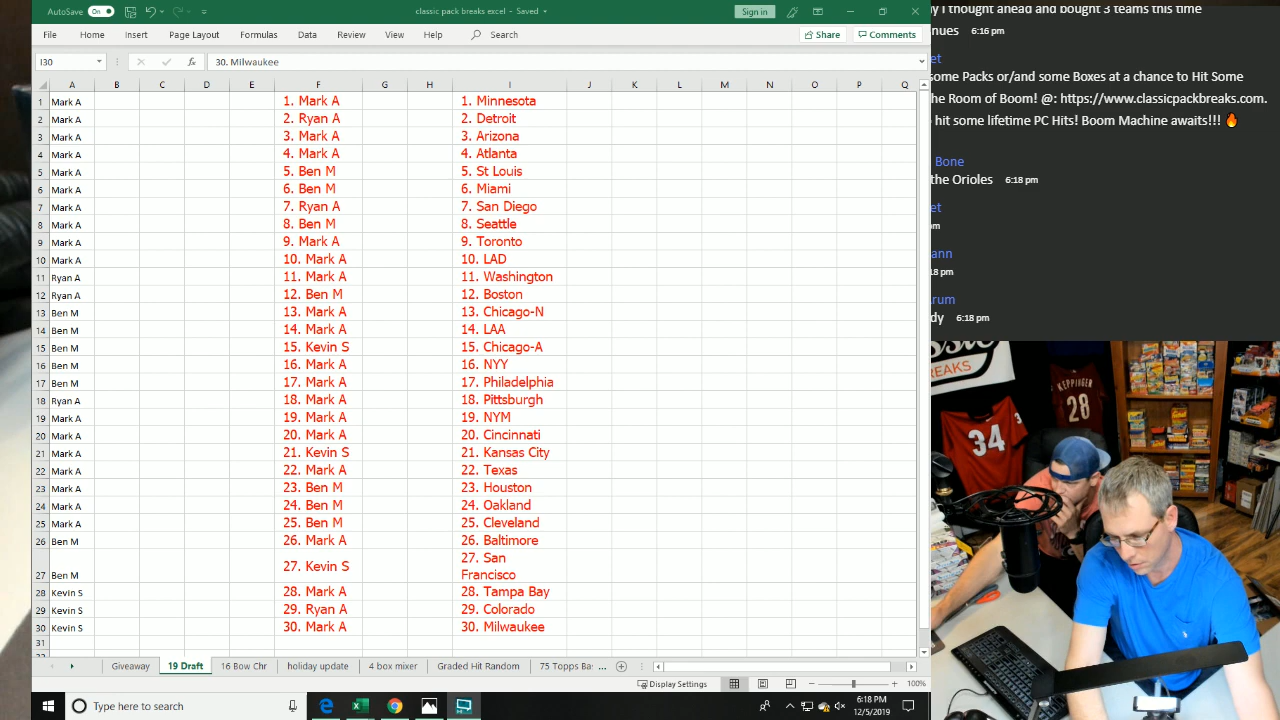 AutoSave On
classic pack breaks excel - Saved
Sign in
File Home Insert Page Layout Formulas Data Review View Help Search Share Comments
I30 fx 30. Milwaukee
A B C D E F G H I J K L M N O P Q
1 Mark A 1. Mark A 1. Minnesota
2 Mark A 2. Ryan A 2. Detroit
3 Mark A 3. Mark A 3. Arizona
4 Mark A 4. Mark A 4. Atlanta
5 Mark A 5. Ben M 5. St Louis
6 Mark A 6. Ben M 6. Miami
7 Mark A 7. Ryan A 7. San Diego
8 Mark A 8. Ben M 8. Seattle
9 Mark A 9. Mark A 9. Toronto
10 Mark A 10. Mark A 10. LAD
11 Ryan A 11. Mark A 11. Washington
12 Ryan A 12. Ben M 12. Boston
13 Ben M 13. Mark A 13. Chicago-N
14 Ben M 14. Mark A 14. LAA
15 Ben M 15. Kevin S 15. Chicago-A
16 Ben M 16. Mark A 16. NYY
17 Ben M 17. Mark A 17. Philadelphia
18 Ryan A 18. Mark A 18. Pittsburgh
19 Mark A 19. Mark A 19. NYM
20 Mark A 20. Mark A 20. Cincinnati
21 Mark A 21. Kevin S 21. Kansas City
22 Mark A 22. Mark A 22. Texas
23 Mark A 23. Ben M 23. Houston
24 Mark A 24. Ben M 24. Oakland
25 Mark A 25. Ben M 25. Cleveland
26 Ben M 26. Mark A 26. Baltimore
27 Ben M 27. Kevin S 27. San
Francisco
28 Kevin S 28. Mark A 28. Tampa Bay
29 Kevin S 29. Ryan A 29. Colorado
30 Kevin S 30. Mark A 30. Milwaukee
31
Giveaway 19 Draft 16 Bow Chr holiday update 4 box mixer Graded Hit Random 75 Topps Bas ...
Display Settings 100%
Type here to search
6:18 PM
12/5/2019
y I thought ahead and bought 3 teams this time
nues 6:16 pm
et
some Packs or/and some Boxes at a chance to Hit Some
he Room of Boom! @: https://www.classicpackbreaks.com.
hit some lifetime PC Hits! Boom Machine awaits!!! 🔥
Bone
the Orioles 6:18 pm
et
pm
ann
18 pm
rum
dy 6:18 pm
BREAKS
34
KEPPINGER
28